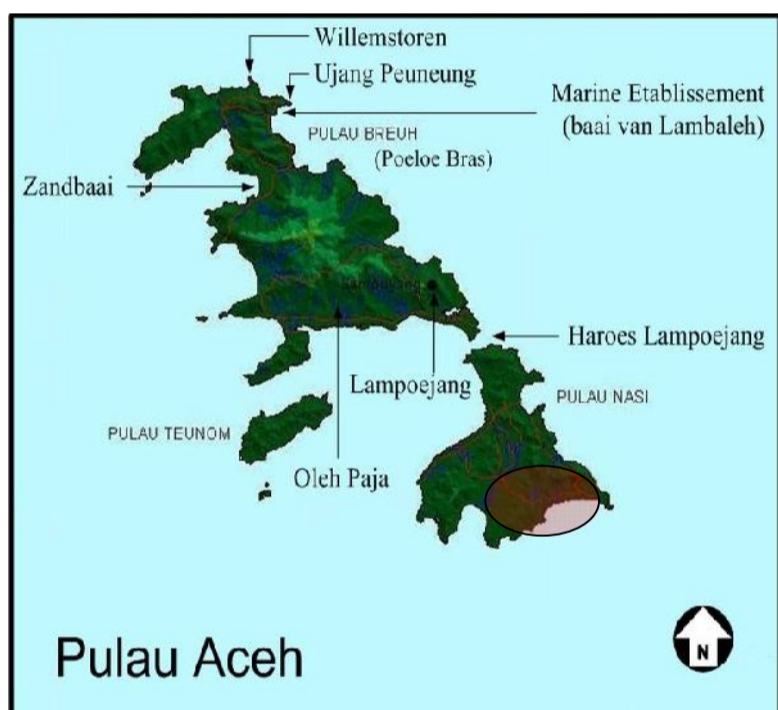 Willemstoren
Ujang Peuneung
Marine Etablissement
(baai van Lambaleh)
PULAU BREUH
(Poeloe Bras)
Zandbaai
Haroes Lampoejang
Lampoejang
PULAU NASI
PULAU TEUNOM
Oleh Paja
Pulau Aceh
N